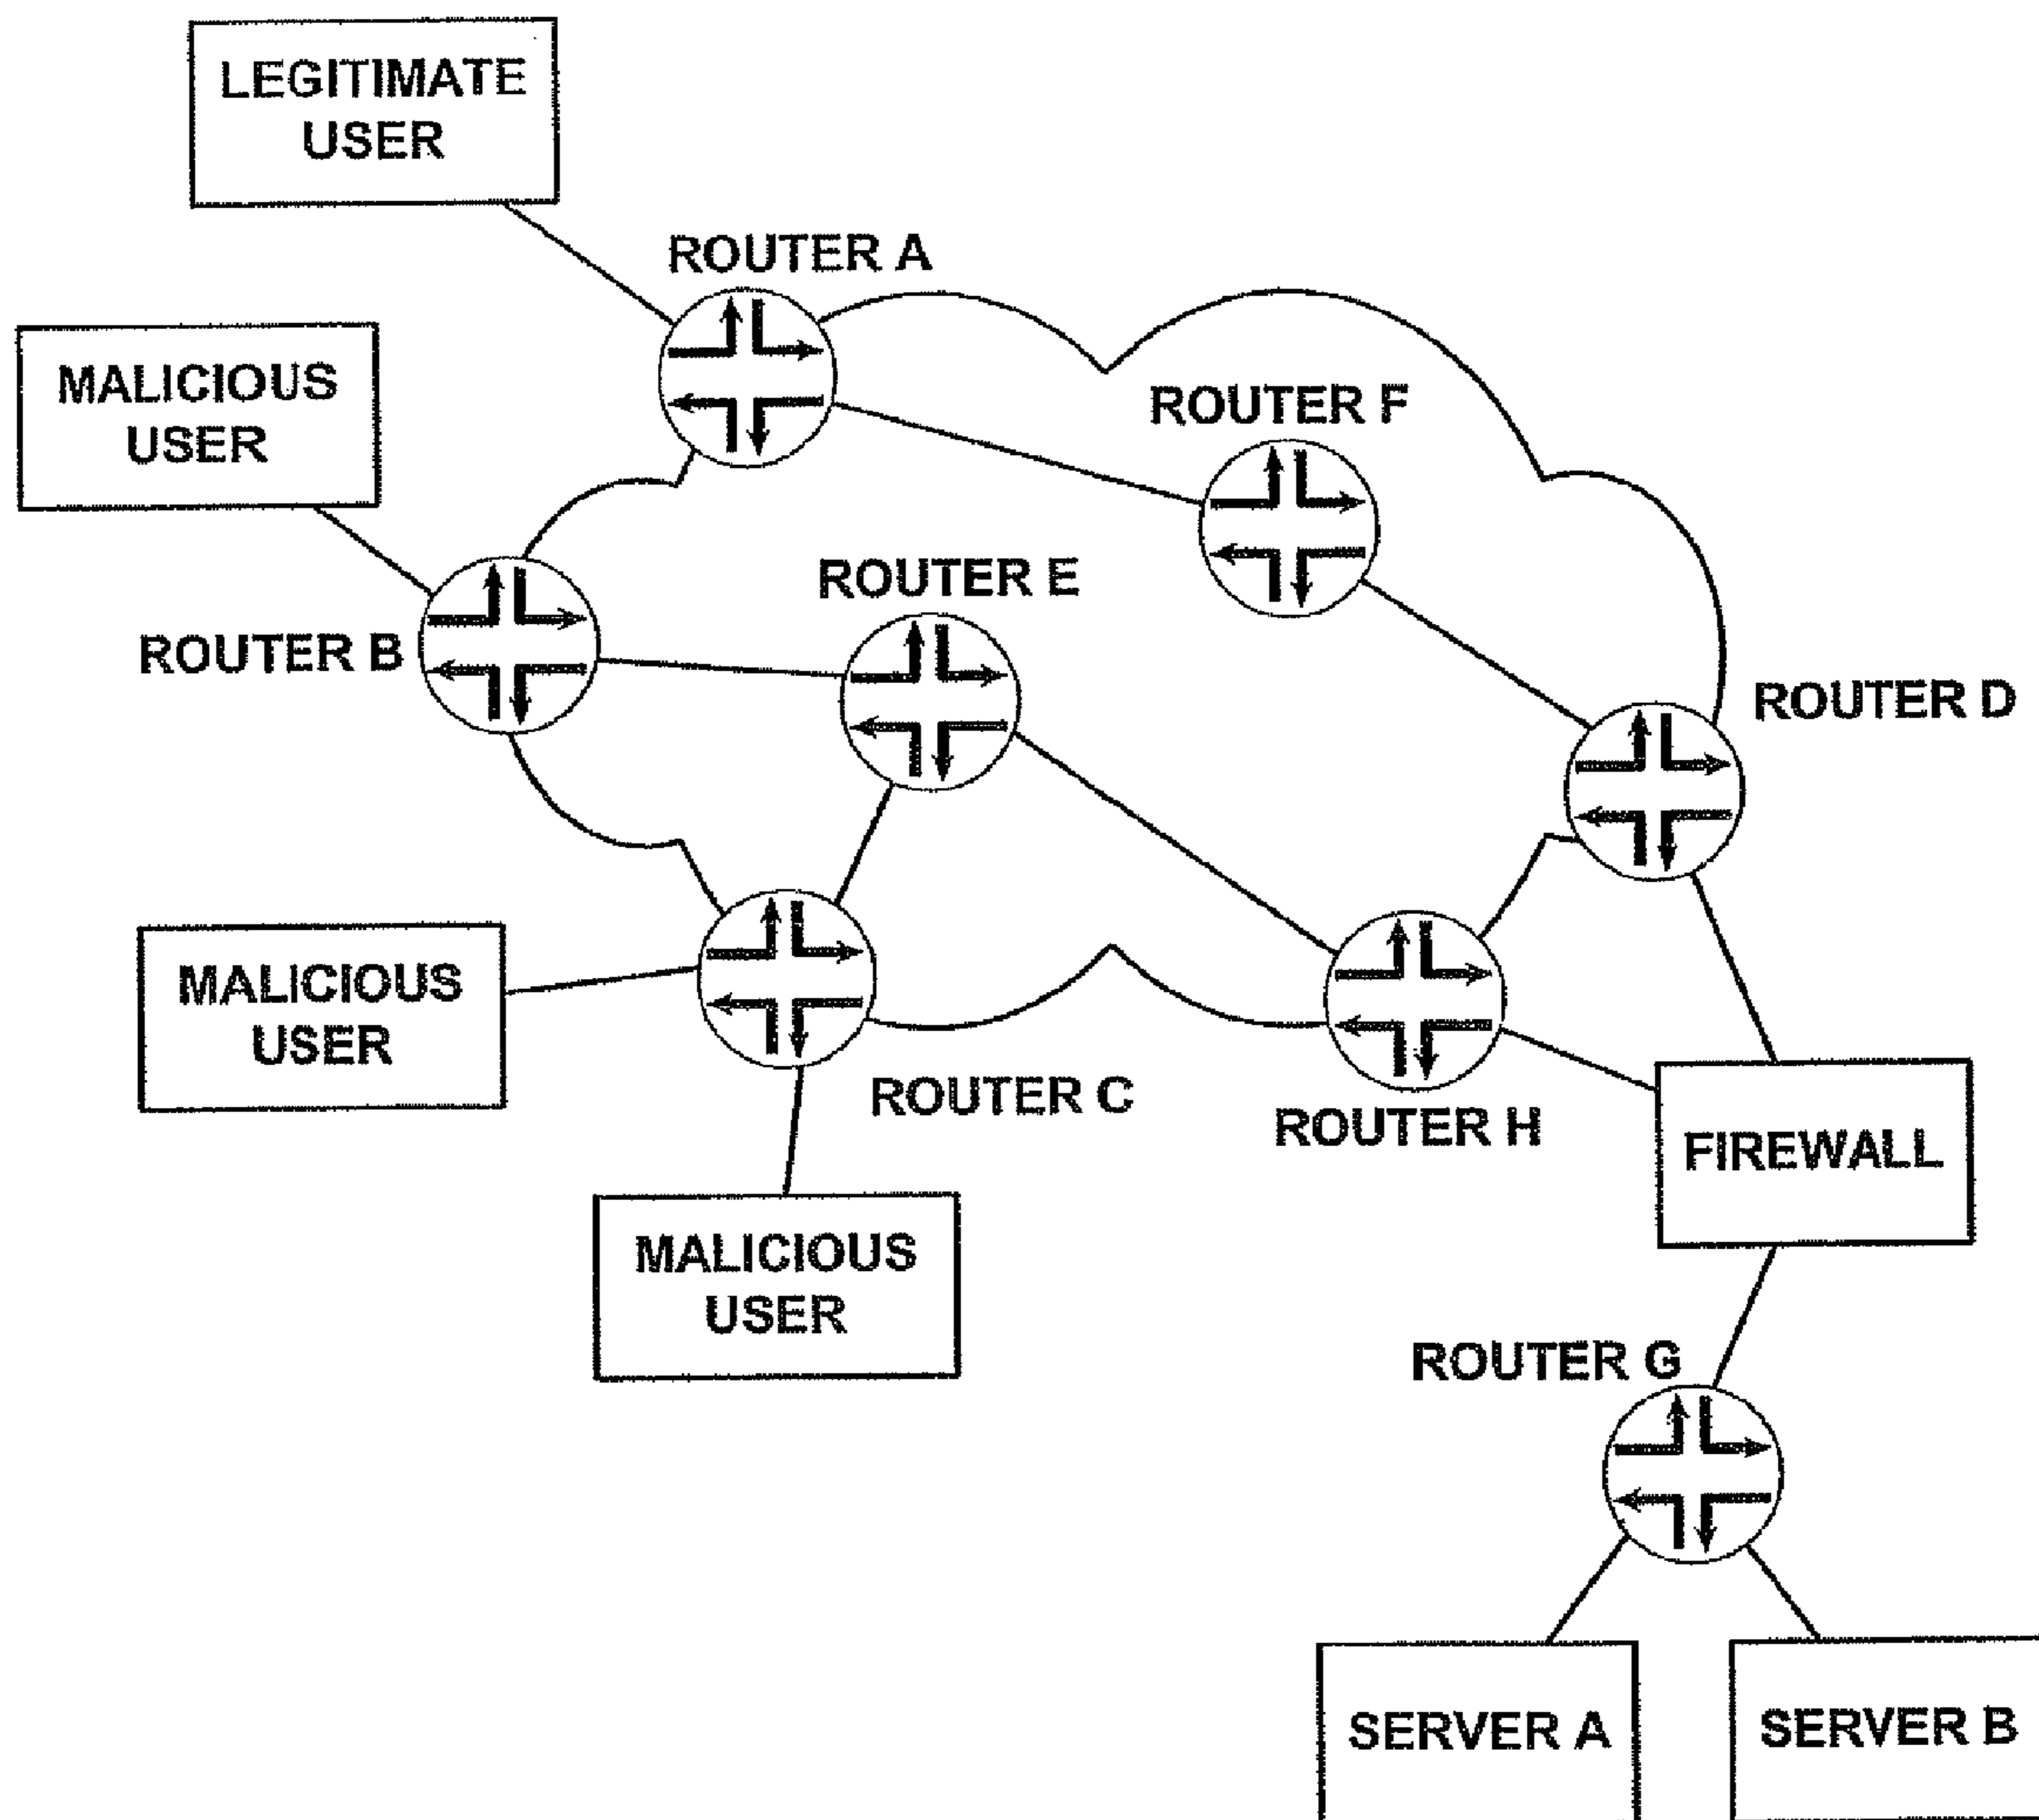 LEGITIMATE
USER
ROUTER A
MALICIOUS
USER
ROUTER F
ROUTER E
ROUTER B
ROUTER D
MALICIOUS
USER
ROUTER C
ROUTER H
FIREWALL
MALICIOUS
USER
ROUTER G
SERVER A
SERVER B